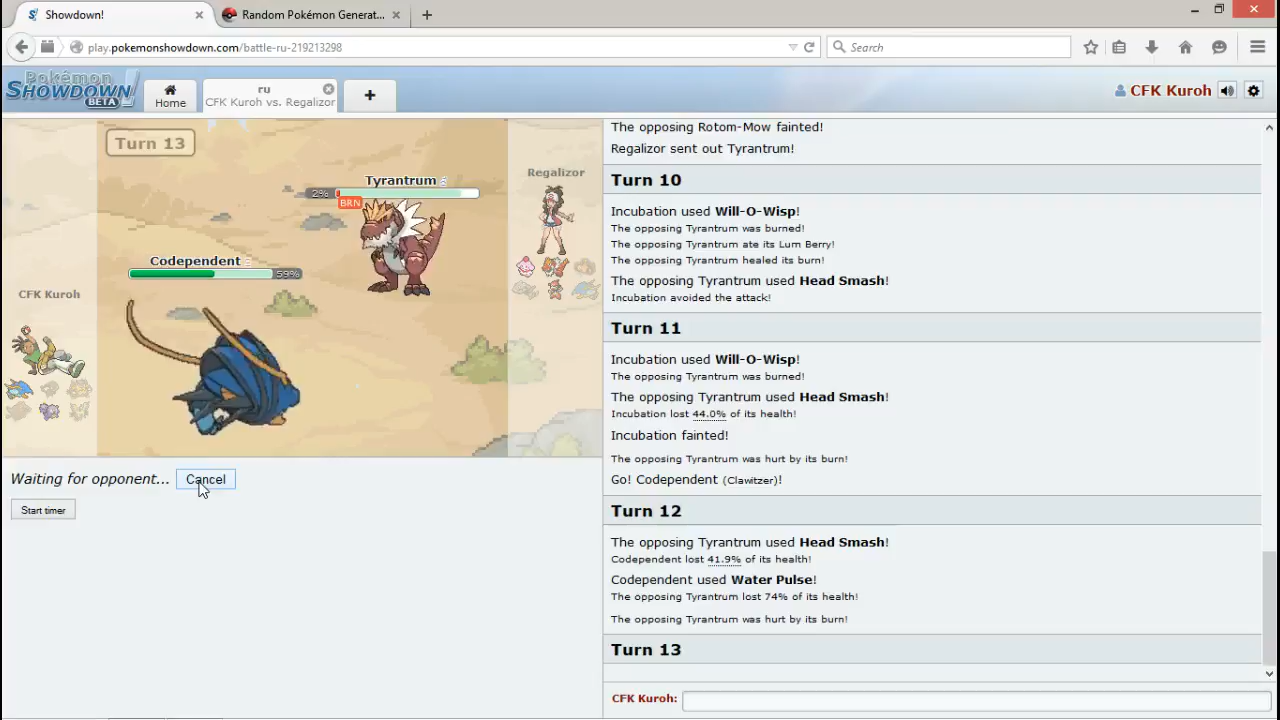 Showdown!
Random Pokémon Generat...
play.pokemonshowdown.com/battle-ru-219213298
Search
Pokémon
SHOWDOWN!
BETA
Home
ru
CFK Kuroh vs. Regalizor
CFK Kuroh
Turn 13
Tyrantrum
2%
BRN
Regalizor
Codependent
59%
CFK Kuroh
Waiting for opponent...
Cancel
Start timer
The opposing Rotom-Mow fainted!
Regalizor sent out Tyrantrum!
Turn 10
Incubation used Will-O-Wisp!
The opposing Tyrantrum was burned!
The opposing Tyrantrum ate its Lum Berry!
The opposing Tyrantrum healed its burn!
The opposing Tyrantrum used Head Smash!
Incubation avoided the attack!
Turn 11
Incubation used Will-O-Wisp!
The opposing Tyrantrum was burned!
The opposing Tyrantrum used Head Smash!
Incubation lost 44.0% of its health!
Incubation fainted!
The opposing Tyrantrum was hurt by its burn!
Go! Codependent (Clawitzer)!
Turn 12
The opposing Tyrantrum used Head Smash!
Codependent lost 41.9% of its health!
Codependent used Water Pulse!
The opposing Tyrantrum lost 74% of its health!
The opposing Tyrantrum was hurt by its burn!
Turn 13
CFK Kuroh: